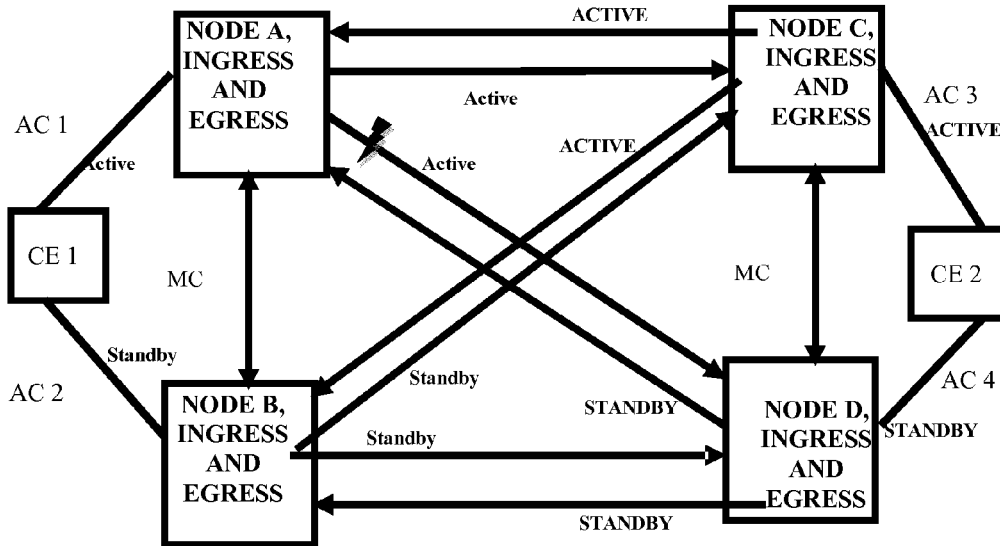 ACTIVE
NODE A,
INGRESS
AND
EGRESS
NODE C,
INGRESS
AND
EGRESS
Active
AC 1
AC 3
ACTIVE
ACTIVE
Active
Active
CE 1
MC
MC
CE 2
Standby
Standby
AC 2
AC 4
STANDBY
NODE B,
INGRESS
AND
EGRESS
Standby
NODE D,
INGRESS
AND
EGRESS
STANDBY
STANDBY